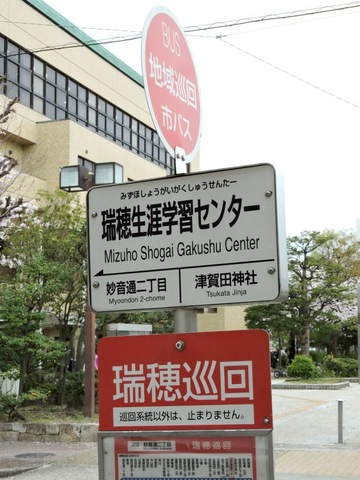 BUS
地域巡回
市バス
みずほしょうがいがくしゅうせんたー
瑞穂生涯学習センター
Mizuho Shogai Gakushu Center
妙音通二丁目
Myoondori 2-chome
津賀田神社
Tsukata Jinja
瑞穂巡回
巡回系統以外は、止まりません。
妙音通二丁目
瑞穂巡回